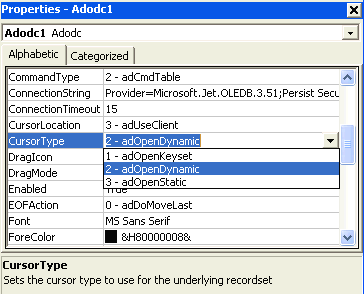 Properties - Adodc1
Adodc1 Adodc
Alphabetic Categorized
CommandType 2 - adCmdTable
ConnectionString Provider=Microsoft.Jet.OLEDB.3.51;Persist Secu
ConnectionTimeout 15
CursorLocation 3 - adUseClient
CursorType 2 - adOpenDynamic
DragIcon 1 - adOpenKeyset
DragMode 2 - adOpenDynamic
3 - adOpenStatic
Enabled True
EOFAction 0 - adDoMoveLast
Font MS Sans Serif
ForeColor &H80000008&
CursorType
Sets the cursor type to use for the underlying recordset